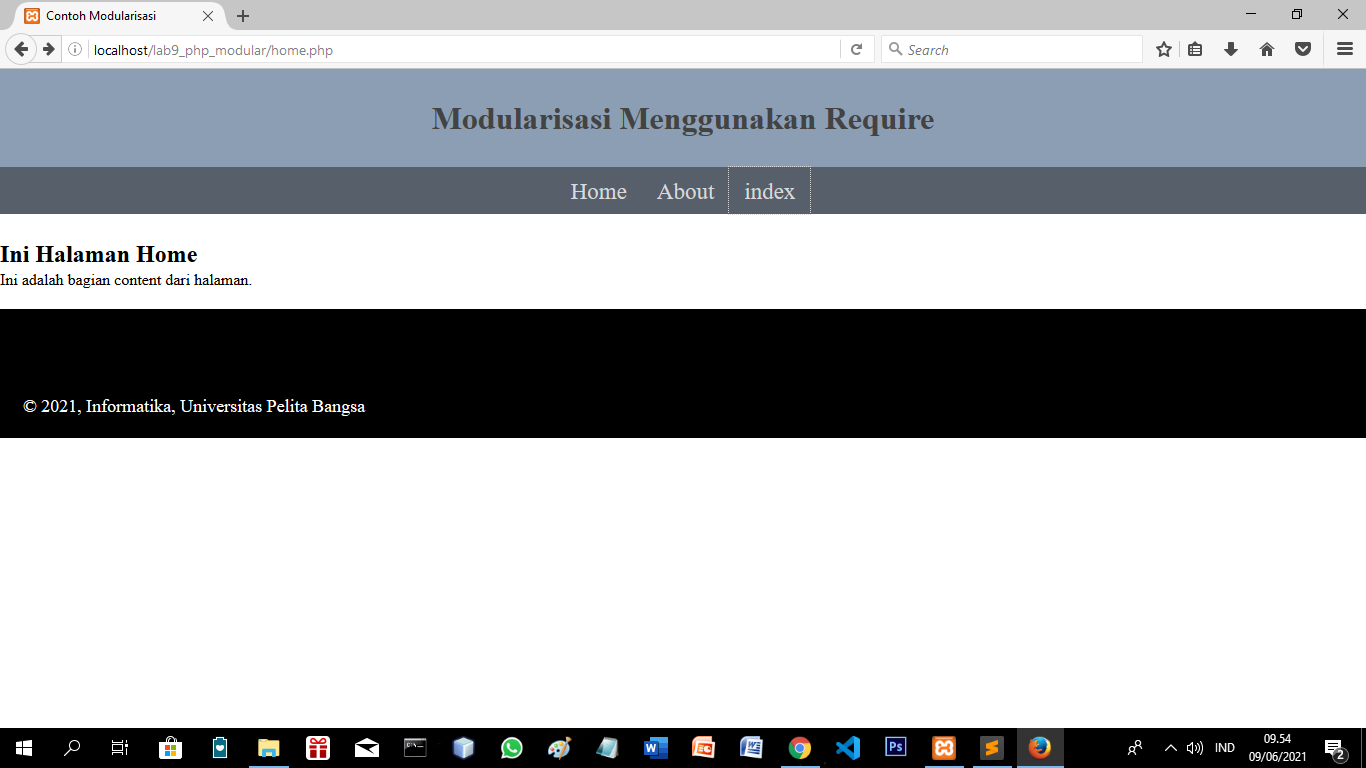 Contoh Modularisasi
localhost/lab9_php_modular/home.php
Search
Modularisasi Menggunakan Require
Home About index
Ini Halaman Home
Ini adalah bagian content dari halaman.
© 2021, Informatika, Universitas Pelita Bangsa
IND
09.54
09/06/2021
2